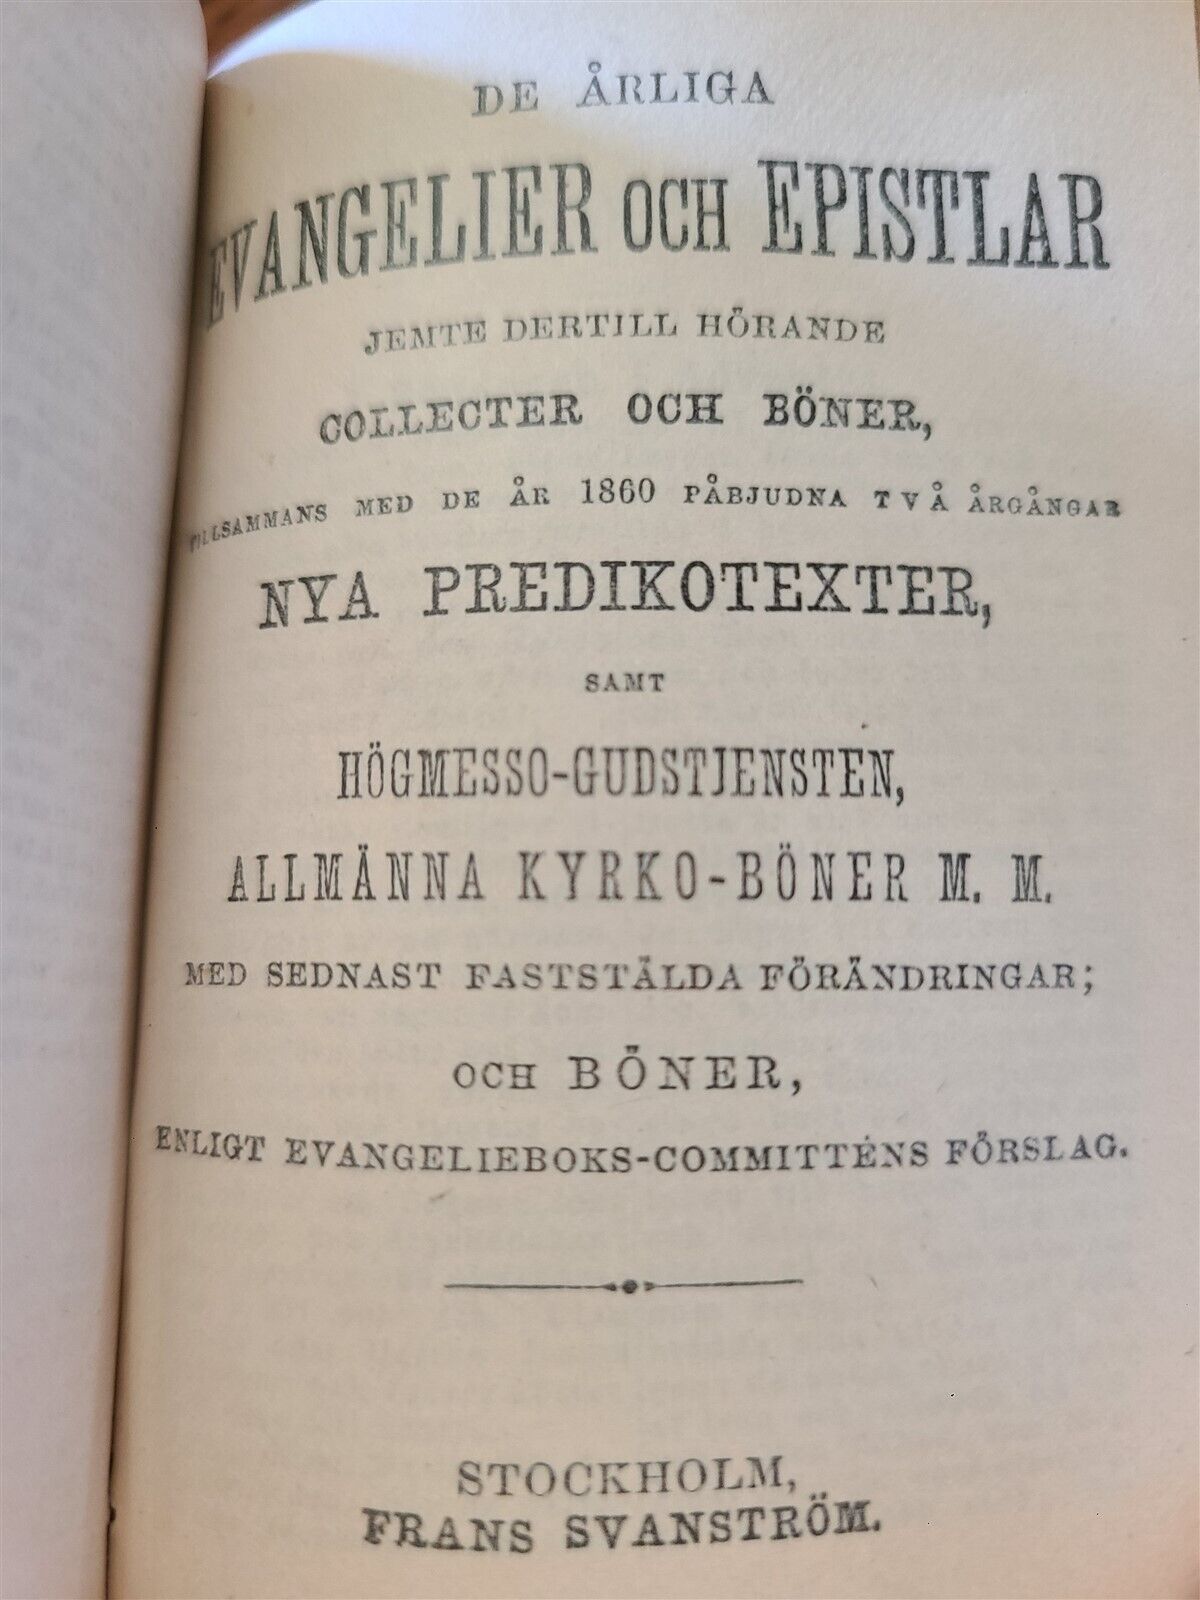 DE ÅRLIGA
EVANGELIER OCH EPISTLAR
JEMTE DERTILL HÖRANDE
COLLECTER OCH BÖNER,
TILLSAMMANS MED DE ÅR 1860 PÅBJUDNA TVÅ ÅRGÅNGAR
NYA PREDIKOTEXTER,
SAMT
HÖGMESSO-GUDSTJENSTEN,
ALLMÄNNA KYRKO-BÖNER M. M.
MED SEDNAST FASTSTÄLDA FÖRÄNDRINGAR;
OCH BÖNER,
ENLIGT EVANGELIEBOKS-COMMITTÉNS FÖRSLAG.
STOCKHOLM,
FRANS SVANSTRÖM.